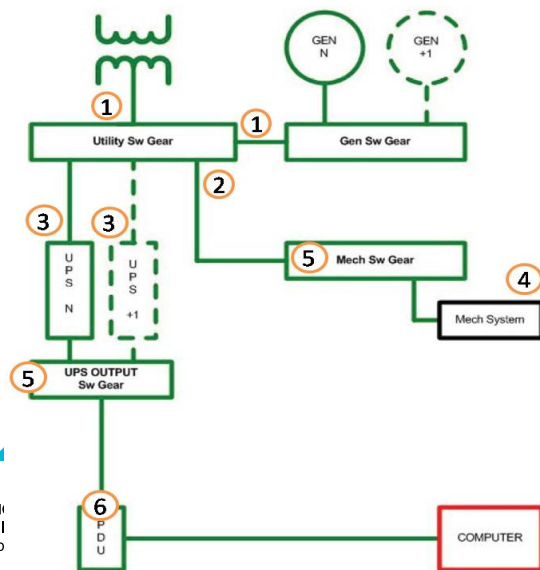 GEN
N
GEN
+1
1
1
Utility Sw Gear
Gen Sw Gear
2
3
3
U
P
S
N
U
P
S
+1
5
Mech Sw Gear
4
Mech System
5
UPS OUTPUT
Sw Gear
6
P
D
U
COMPUTER